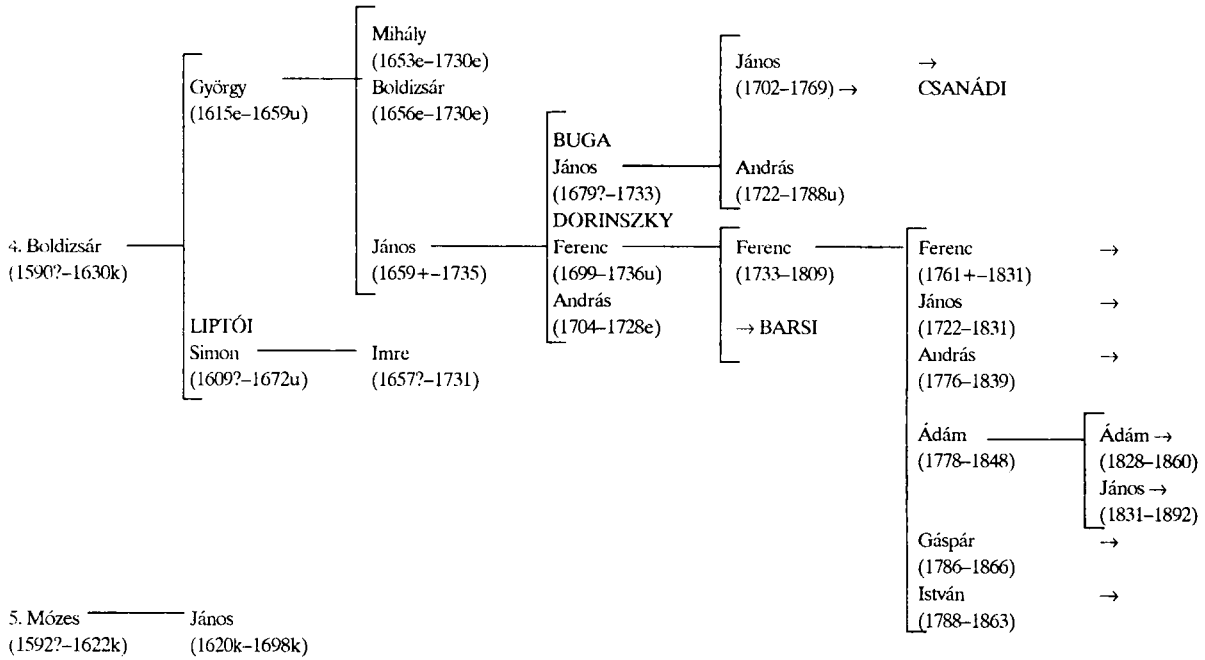 4. Boldizsár
(1590?–1630k)
György
(1615e–1659u)
LIPTÓI
Simon
(1609?–1672u)
Mihály
(1653e–1730e)
Boldizsár
(1656e–1730e)
János
(1659+–1735)
Imre
(1657?–1731)
BUGA
János
(1679?–1733)
DORINSZKY
Ferenc
(1699–1736u)
András
(1704–1728e)
János →
(1702–1769) → CSANÁDI
András
(1722–1788u)
Ferenc
(1733–1809)
→ BARSI
Ferenc →
(1761+–1831)
János →
(1722–1831)
András →
(1776–1839)
Ádám
(1778–1848)
Gáspár →
(1786–1866)
István →
(1788–1863)
Ádám →
(1828–1860)
János →
(1831–1892)
5. Mózes
(1592?–1622k)
János
(1620k–1698k)